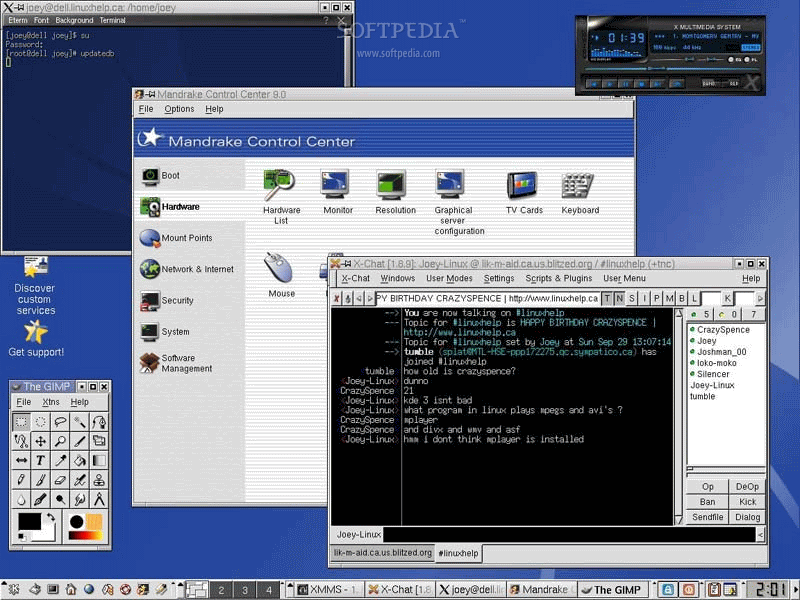 joey@dell.linuxhelp.ca: /home/joey
Eterm Font Background Terminal
[joey@dell joey]$ su
Password:
[root@dell joey]# updatedb
SOFTPEDIA
www.softpedia.com
X MULTIMEDIA SYSTEM
01:39
1. MONTGOMERY GENTRY - MY
44 kHz
STEREO
Mandrake Control Center 9.0
File Options Help
Mandrake Control Center
Boot
Hardware
Mount Points
Network & Internet
Security
System
Software
Management
Hardware
List
Monitor
Resolution
Graphical
server
configuration
TV Cards
Keyboard
Mouse
Discover
custom
services
Get support!
The GIMP
File Xtns Help
X-Chat [1.8.9]: Joey-Linux @ lik-m-aid.ca.us.blitzed.org / #linuxhelp (+tnc)
X-Chat Windows User Modes Settings Scripts & Plugins User Menu Help
PY BIRTHDAY CRAZYSPENCE | http://www.linuxhelp.ca T N S I P M B L K
5 0 7
--> You are now talking on #linuxhelp
--- Topic for #linuxhelp is HAPPY BIRTHDAY CRAZYSPENCE |
http://www.linuxhelp.ca
--- Topic for #linuxhelp set by Joey at Sun Sep 29 13:07:14
--> tumble (splat@MTL-HSE-ppp172275.qc.sympatico.ca) has
joined #linuxhelp
tumble how old is crazyspence?
<Joey-Linux> dunno
CrazySpence 21
<Joey-Linux> kde 3 isnt bad
<Joey-Linux> what program in linux plays mpegs and avi's ?
CrazySpence mplayer
CrazySpence and divx and wmv and asf
<Joey-Linux> hmm i dont think mplayer is installed
CrazySpence
Joey
Joshman_00
loko-moko
Silencer
Joey-Linux
tumble
Op DeOp
Ban Kick
Sendfile Dialog
Joey-Linux
lik-m-aid.ca.us.blitzed.org #linuxhelp
2 3 4
XMMS - 1. X-Chat [1.8. joey@dell.li Mandrake The GIMP
2:01